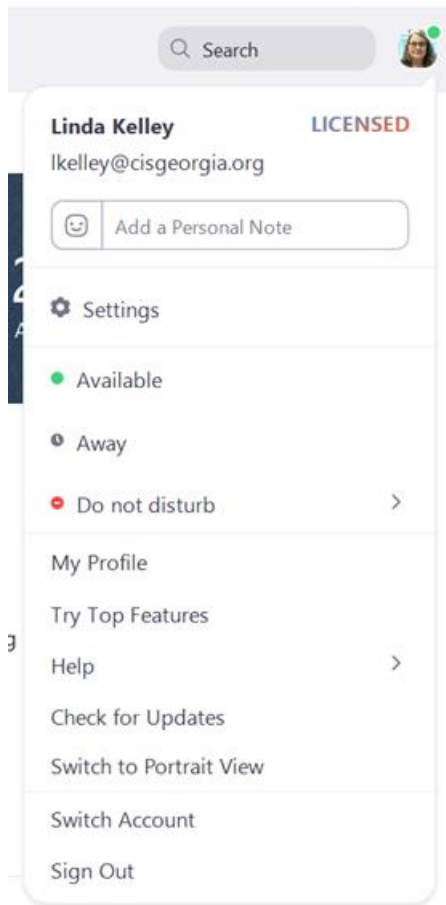 Search
Linda Kelley LICENSED
lkelley@cisgeorgia.org
Add a Personal Note
Settings
Available
Away
Do not disturb
My Profile
Try Top Features
g
Help
Check for Updates
Switch to Portrait View
Switch Account
Sign Out